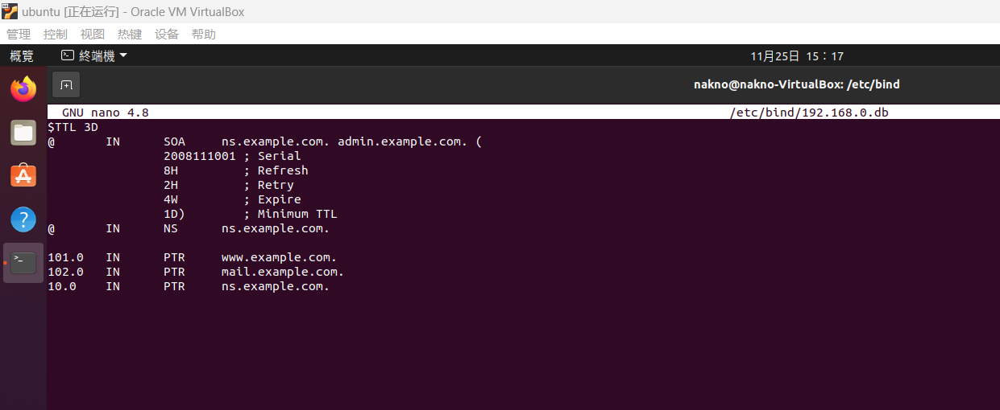 ubuntu [正在运行] - Oracle VM VirtualBox
管理 控制 视图 热键 设备 帮助
概覽 終端機 11月25日 15：17
nakno@nakno-VirtualBox: /etc/bind
GNU nano 4.8 /etc/bind/192.168.0.db
$TTL 3D
@ IN SOA ns.example.com. admin.example.com. (
2008111001 ; Serial
8H ; Refresh
2H ; Retry
4W ; Expire
1D) ; Minimum TTL
@ IN NS ns.example.com.
101.0 IN PTR www.example.com.
102.0 IN PTR mail.example.com.
10.0 IN PTR ns.example.com.